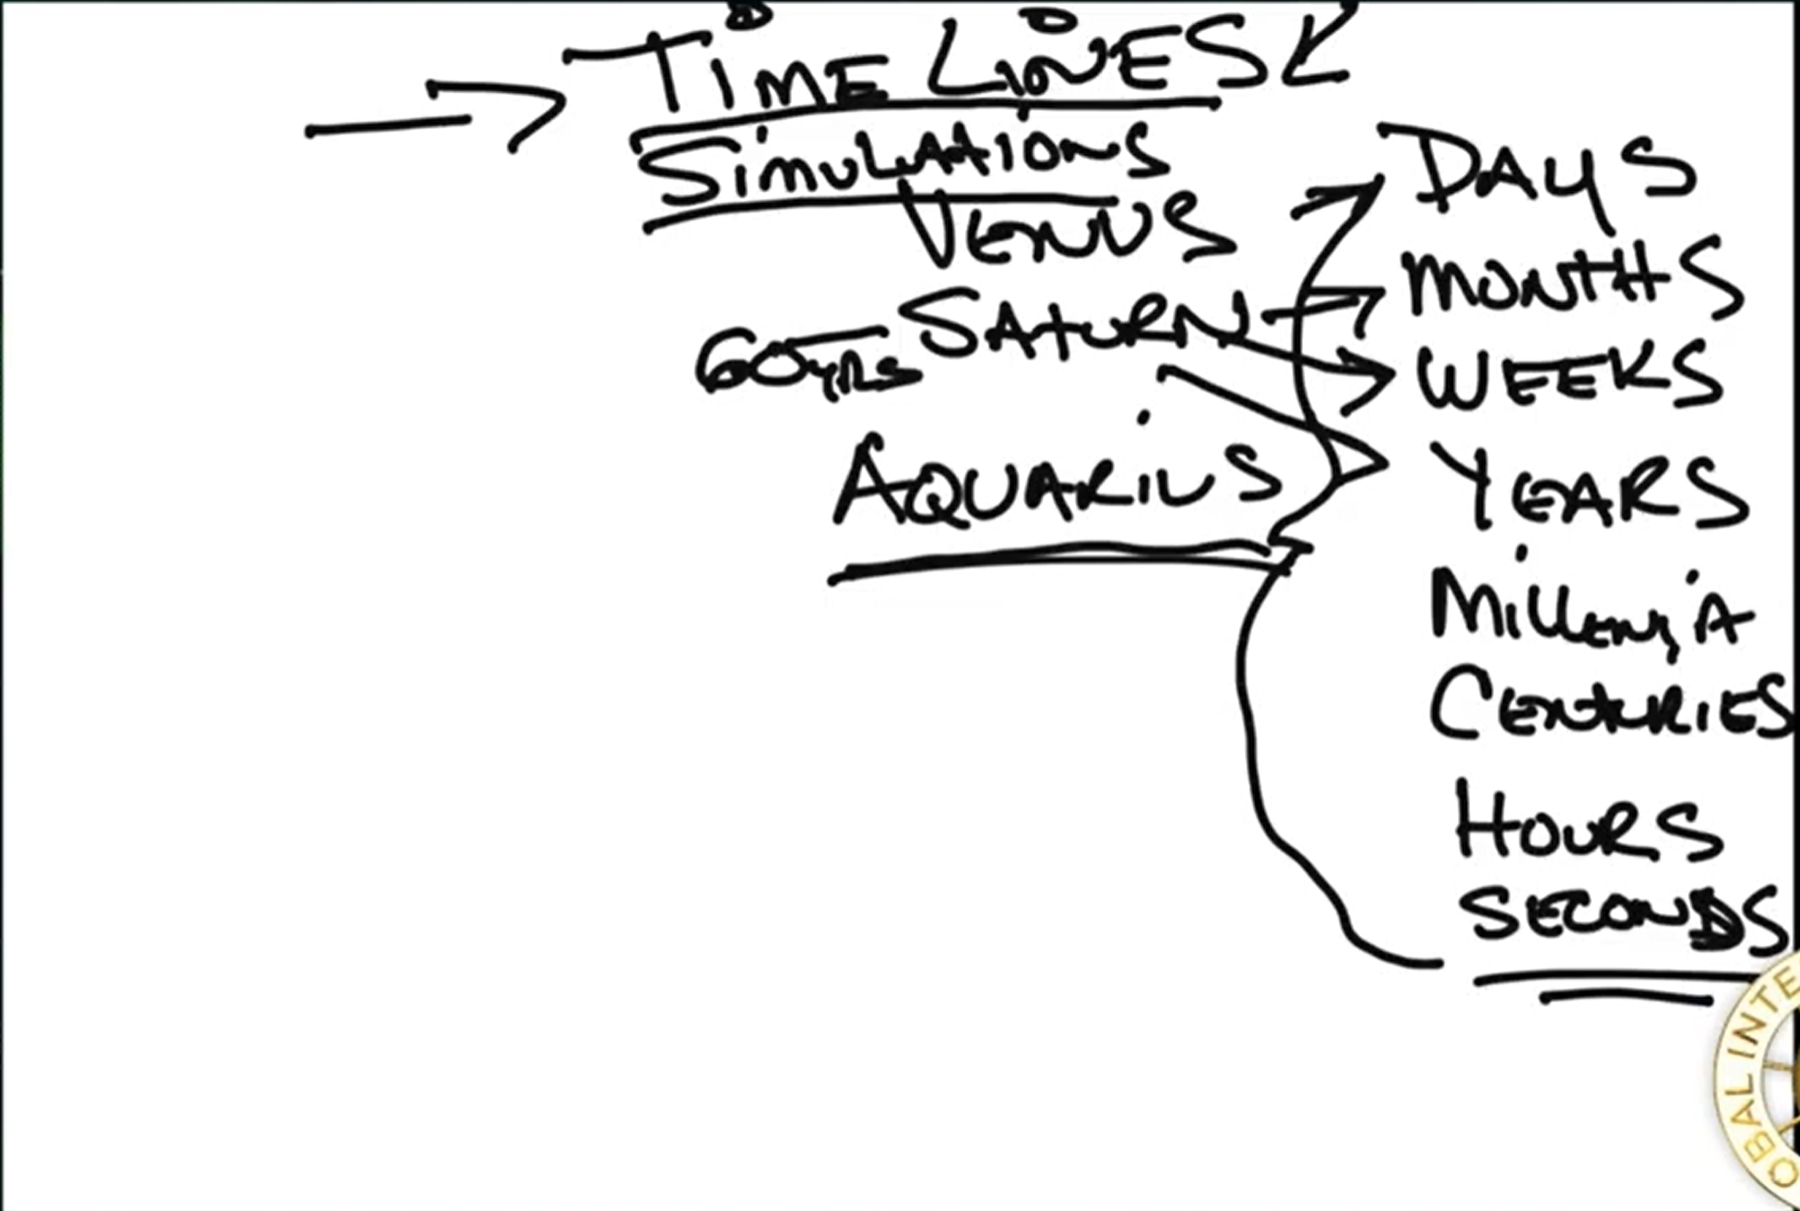 TIME LINES
SIMULATIONS
VENUS
SATURN
60YRS
AQUARIUS
DAYS
MONTHS
WEEKS
YEARS
MILLENIA
CENTURIES
HOURS
SECONDS
OBAL INTE